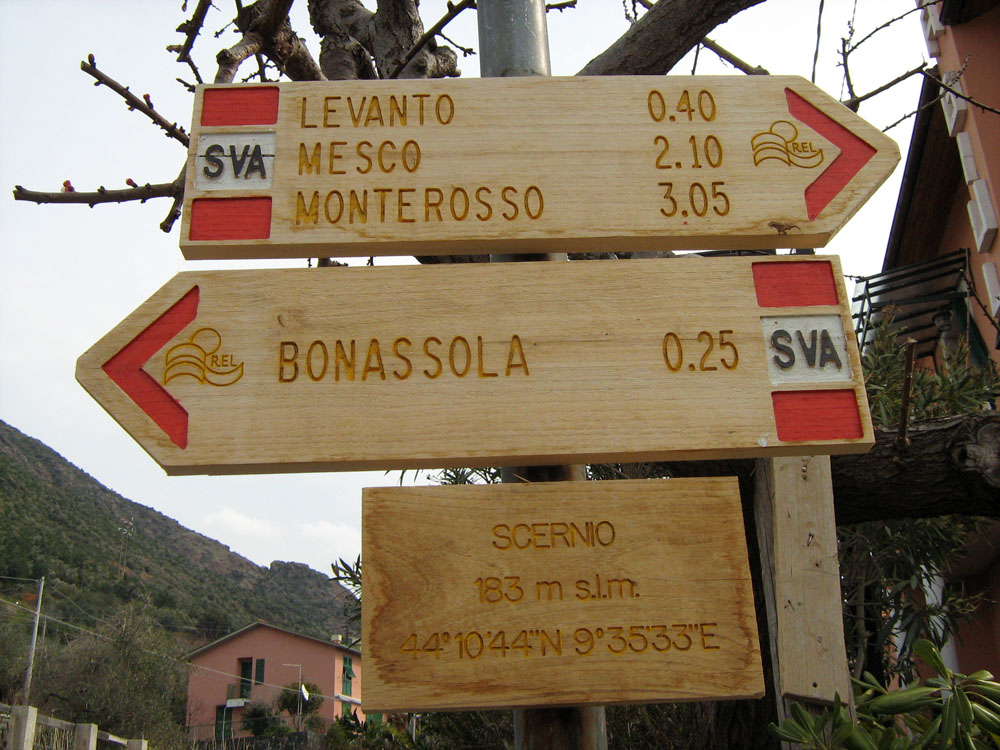 LEVANTO 0.40
SVA MESCO 2.10 REL
MONTEROSSO 3.05
REL BONASSOLA 0.25 SVA
SCERNIO
183 m s.l.m.
44°10'44"N 9°35'33"E